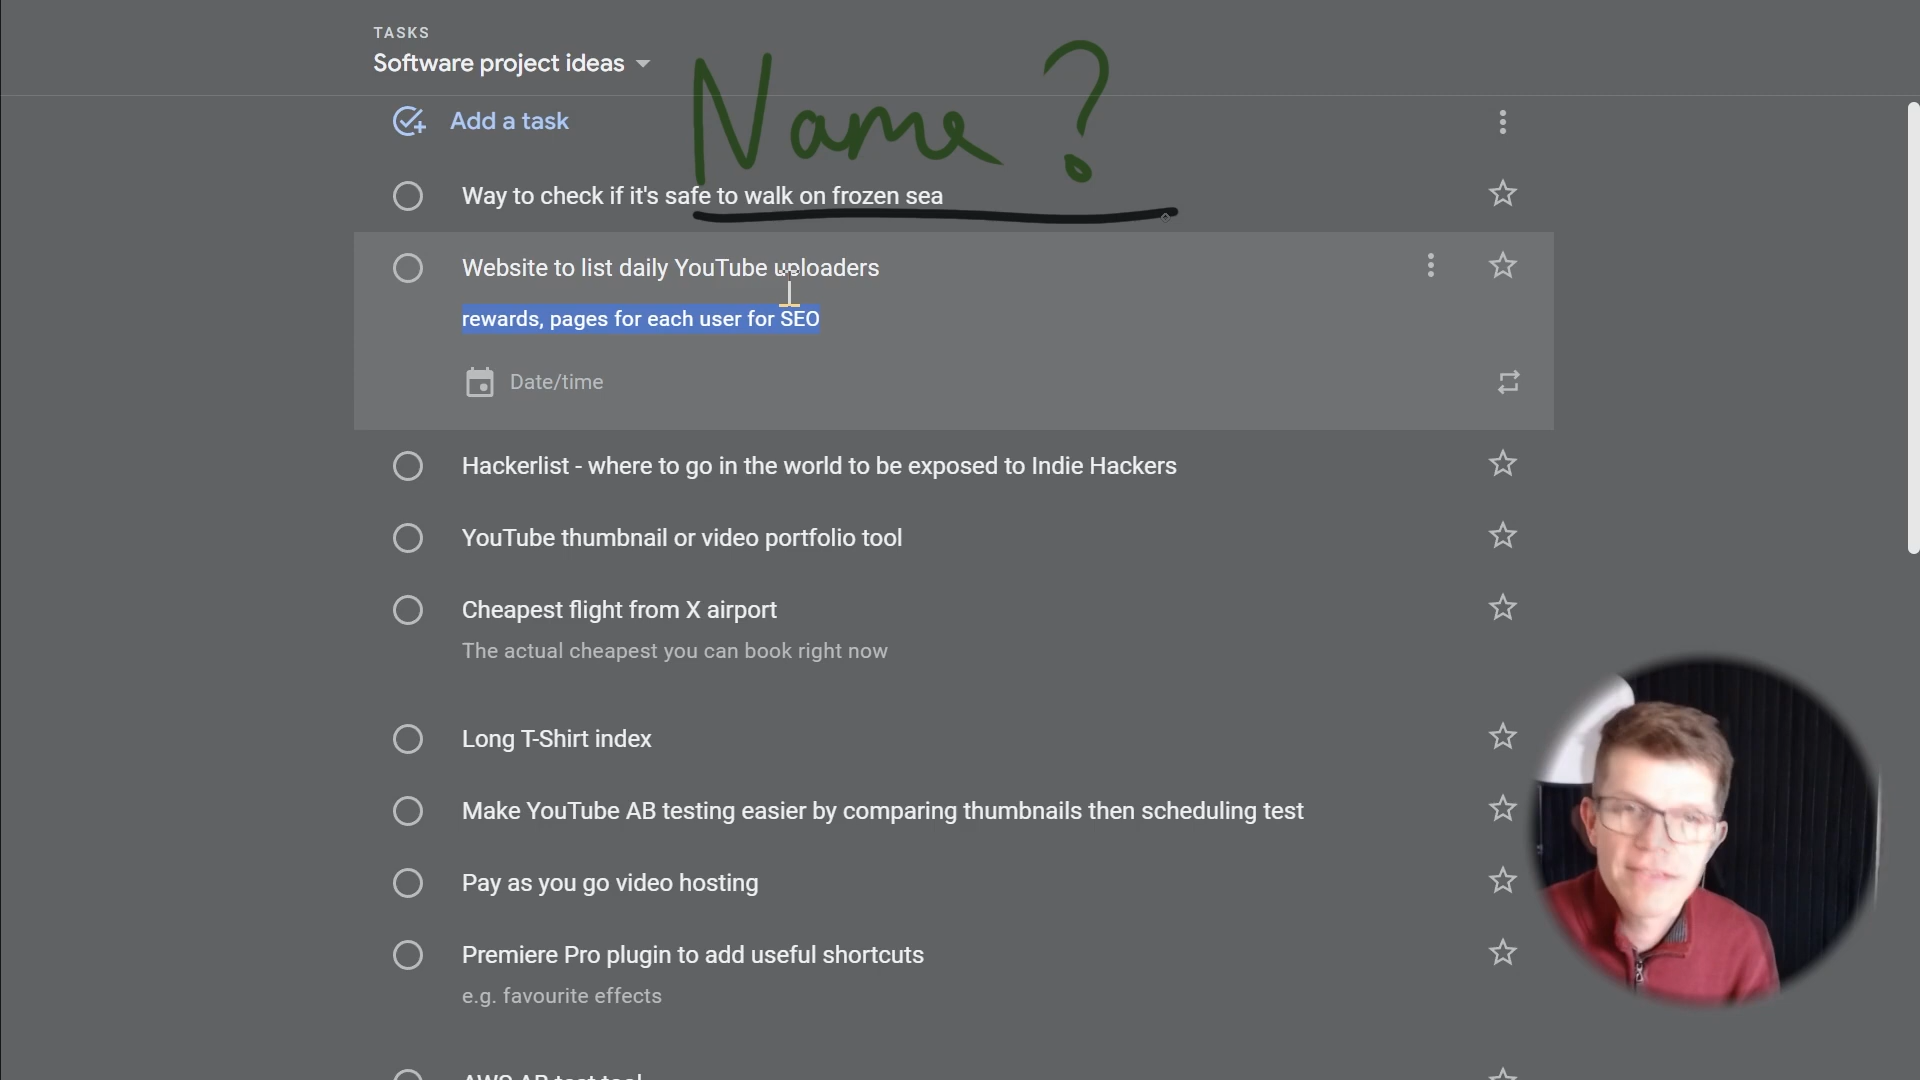 TASKS
Software project ideas
Name?
Add a task
Way to check if it's safe to walk on frozen sea
Website to list daily YouTube uploaders
rewards, pages for each user for SEO
Date/time
Hackerlist - where to go in the world to be exposed to Indie Hackers
YouTube thumbnail or video portfolio tool
Cheapest flight from X airport
The actual cheapest you can book right now
Long T-Shirt index
Make YouTube AB testing easier by comparing thumbnails then scheduling test
Pay as you go video hosting
Premiere Pro plugin to add useful shortcuts
e.g. favourite effects
AWS AB test tool